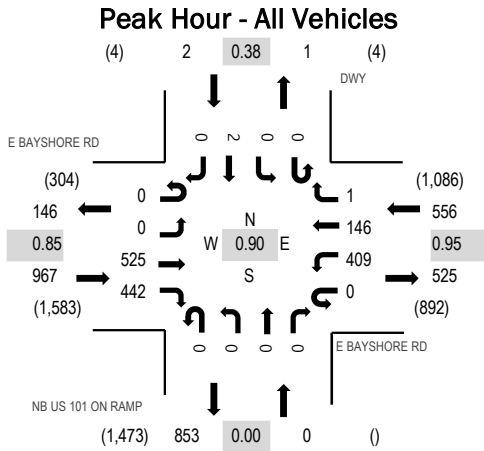 Peak Hour - All Vehicles
(4) 2 0.38 1 (4)
DWY
0 2 0 0
E BAYSHORE RD
(304) (1,086)
146 0 1 556
0 N 146
0.85 W 0.90 E 0.95
525 S 409
967 442 0 525
(1,583) (892)
0 0 0 0
E BAYSHORE RD
NB US 101 ON RAMP
(1,473) 853 0.00 0 ()